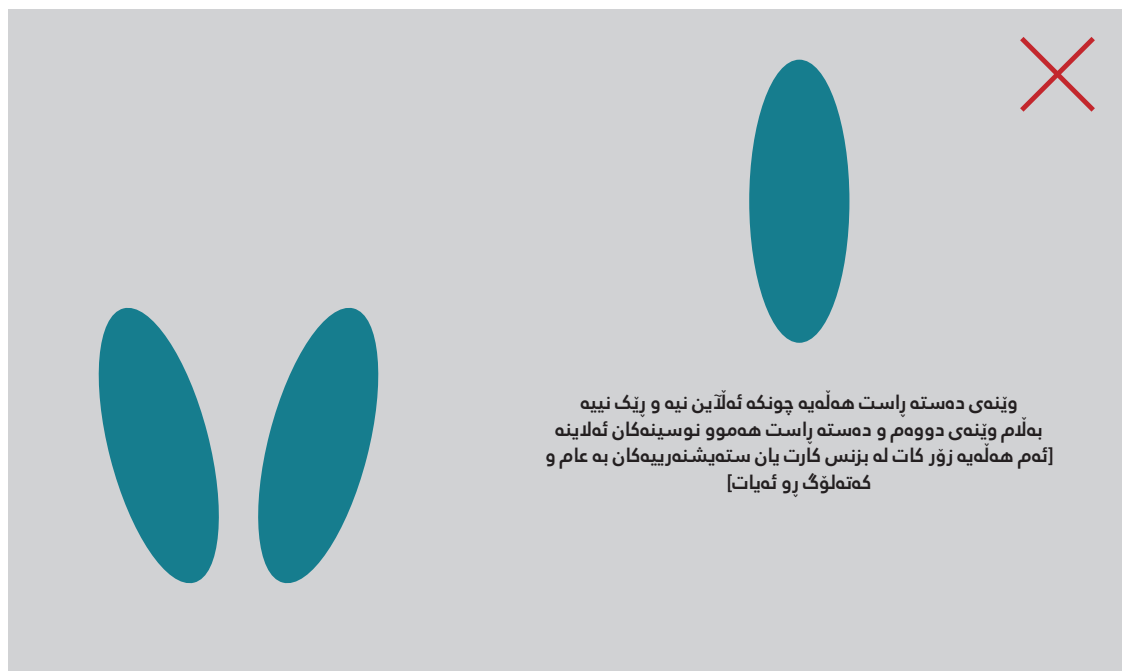 وێنەی دەستە ڕاست هەڵەیە چونکە ئەڵاین نیە و ڕێک نییە
بەڵام وێنەی دووەم و دەستە ڕاست هەموو نوسینەکان ئەلاینە
[ئەم هەڵەیە زۆر کات لە بزنس کارت یان ستەیشنەرییەکان بە عام و
کەتەلۆگ ڕو ئەیات]